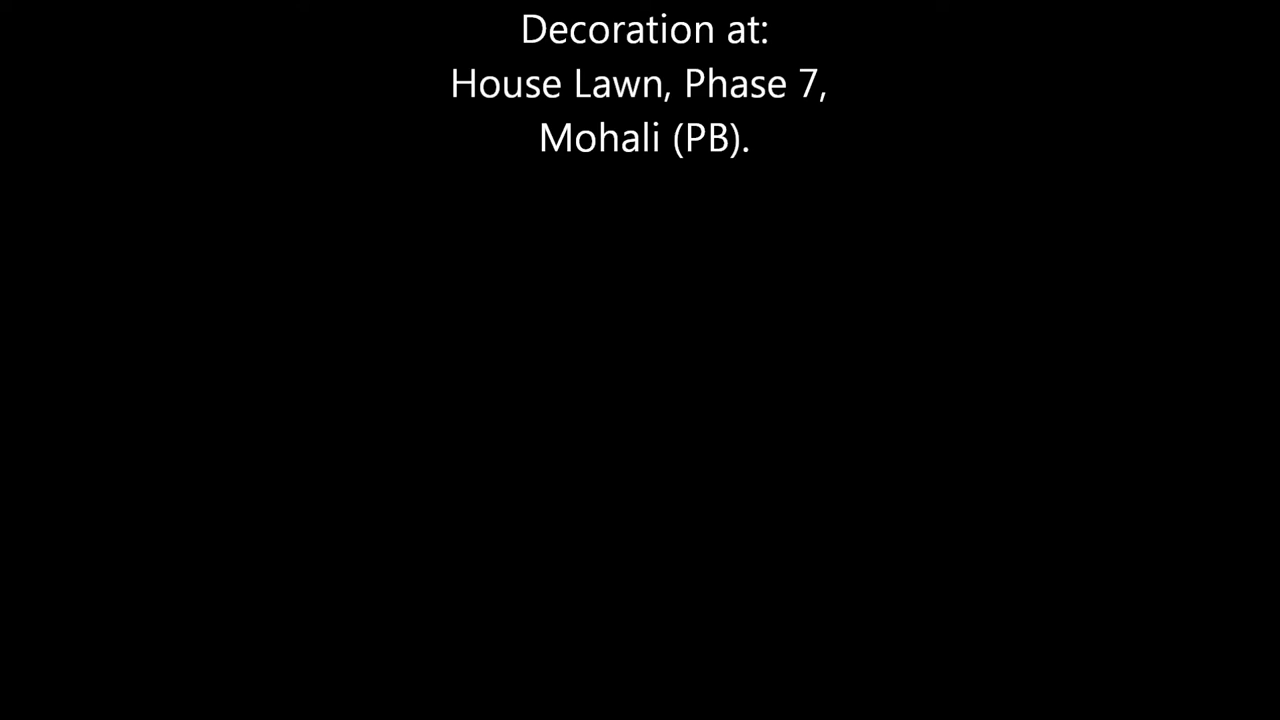 Decoration at:
House Lawn, Phase 7,
Mohali (PB).